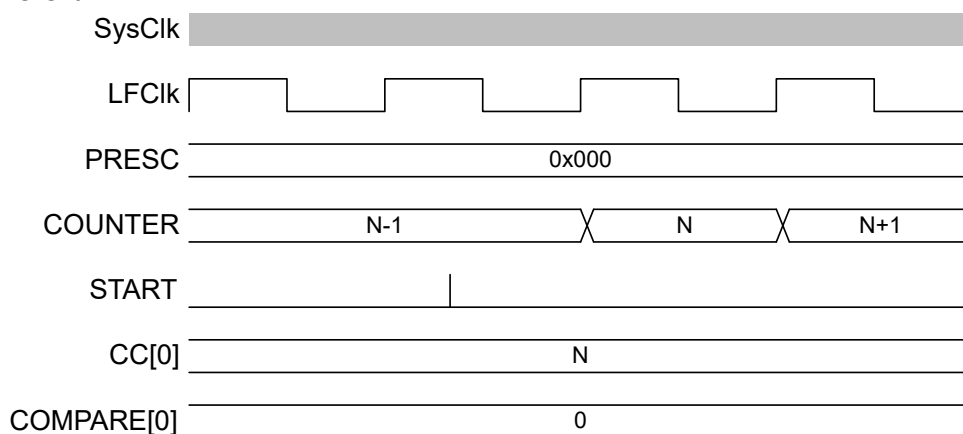 SysClk
LFClk
PRESC 0x000
COUNTER N-1 N N+1
START
CC[0] N
COMPARE[0] 0